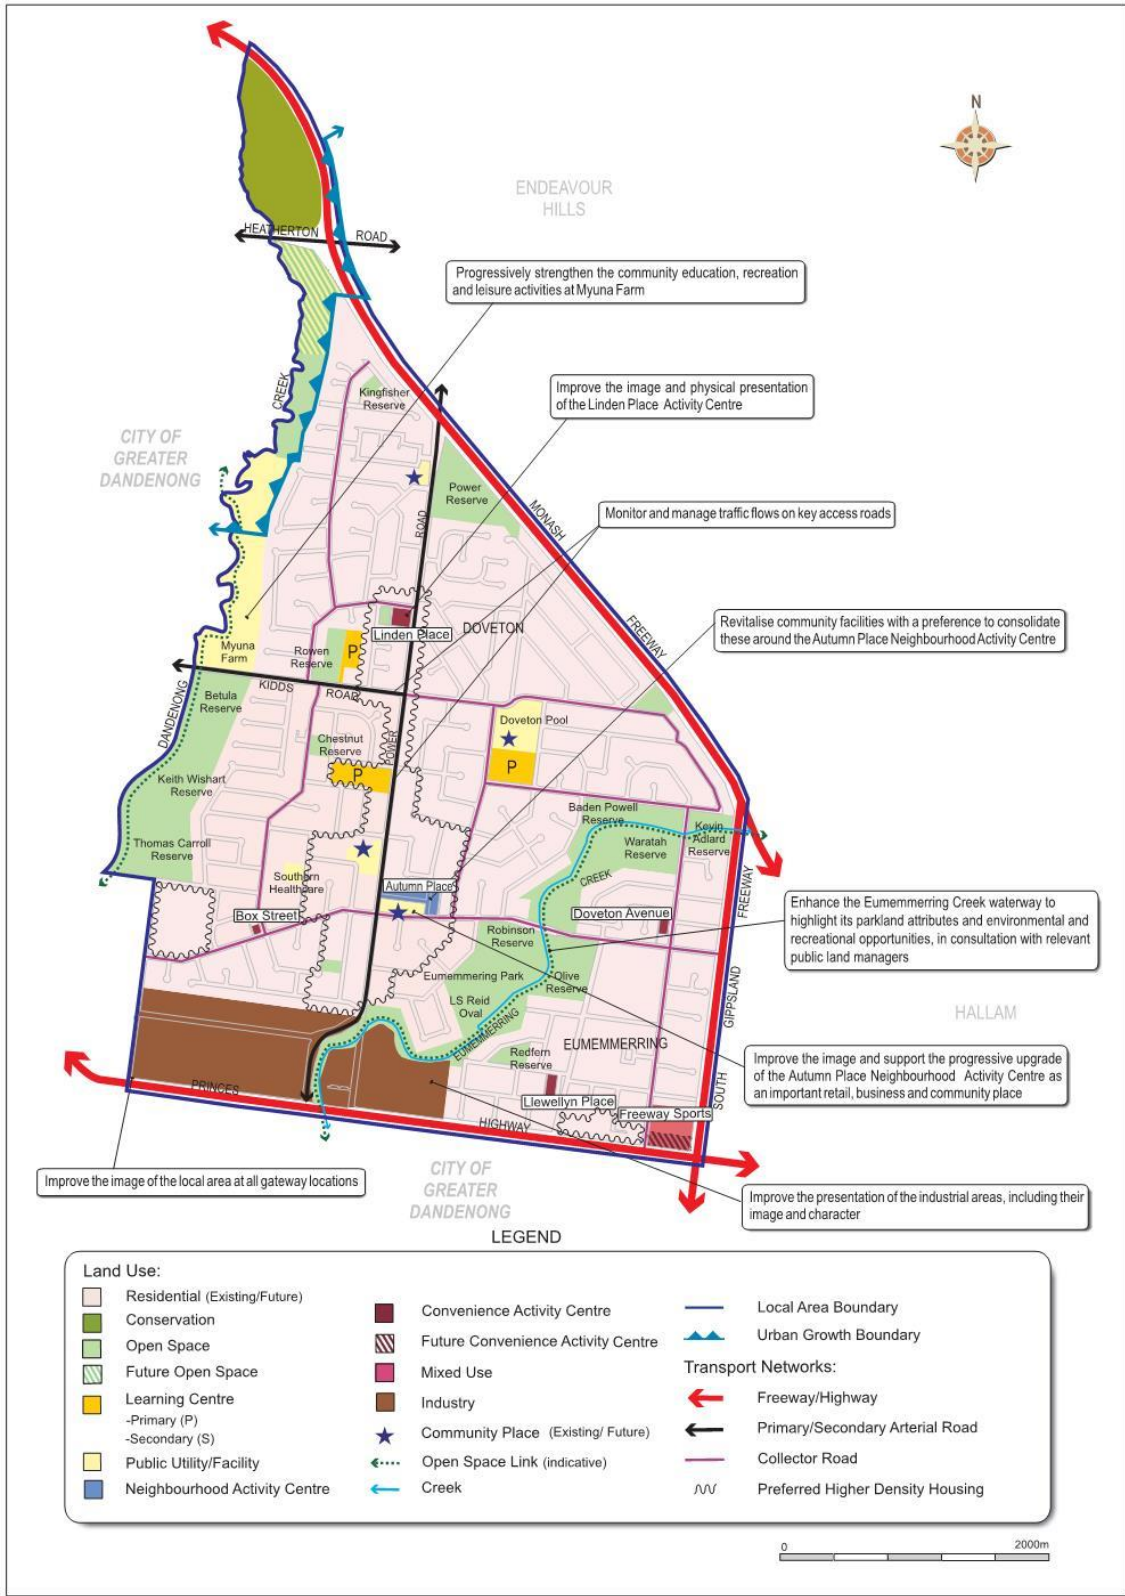 N
ENDEAVOUR
HILLS
HEATHERTON
ROAD
Progressively strengthen the community education, recreation
and leisure activities at Myuna Farm
Improve the image and physical presentation
of the Linden Place Activity Centre
Kingfisher
Reserve
CREEK
CITY OF
GREATER
DANDENONG
Power
Reserve
ROAD
MONASH
Monitor and manage traffic flows on key access roads
Revitalise community facilities with a preference to consolidate
these around the Autumn Place Neighbourhood Activity Centre
FREEWAY
DOVETON
Linden Place
P
Rowen
Reserve
Myuna
Farm
KIDDS
ROAD
Betula
Reserve
DANDENONG
Doveton Pool
P
Chestnut
Reserve
POWER
P
Keith Wishart
Reserve
Baden Powell
Reserve
Kevin
Adlard
Reserve
Waratah
Reserve
Thomas Carroll
Reserve
Southern
Healthcare
Autumn Place
CREEK
FREEWAY
Box Street
Doveton Avenue
Robinson
Reserve
Enhance the Eumemmerring Creek waterway to
highlight its parkland attributes and environmental and
recreational opportunities, in consultation with relevant
public land managers
Eumemmering Park
Olive
Reserve
LS Reid
Oval
GIPPSLAND
HALLAM
EUMEMMERRING
EUMEMMERRING
Redfern
Reserve
Improve the image and support the progressive upgrade
of the Autumn Place Neighbourhood Activity Centre as
an important retail, business and community place
SOUTH
PRINCES
Llewellyn Place
Freeway Sports
HIGHWAY
Improve the image of the local area at all gateway locations
CITY OF
GREATER
DANDENONG
Improve the presentation of the industrial areas, including their
image and character
LEGEND
Land Use:
Residential (Existing/Future)
Conservation
Open Space
Future Open Space
Learning Centre
-Primary (P)
-Secondary (S)
Public Utility/Facility
Neighbourhood Activity Centre
Convenience Activity Centre
Future Convenience Activity Centre
Mixed Use
Industry
Community Place (Existing/ Future)
Open Space Link (indicative)
Creek
Local Area Boundary
Urban Growth Boundary
Transport Networks:
Freeway/Highway
Primary/Secondary Arterial Road
Collector Road
Preferred Higher Density Housing
0
2000m